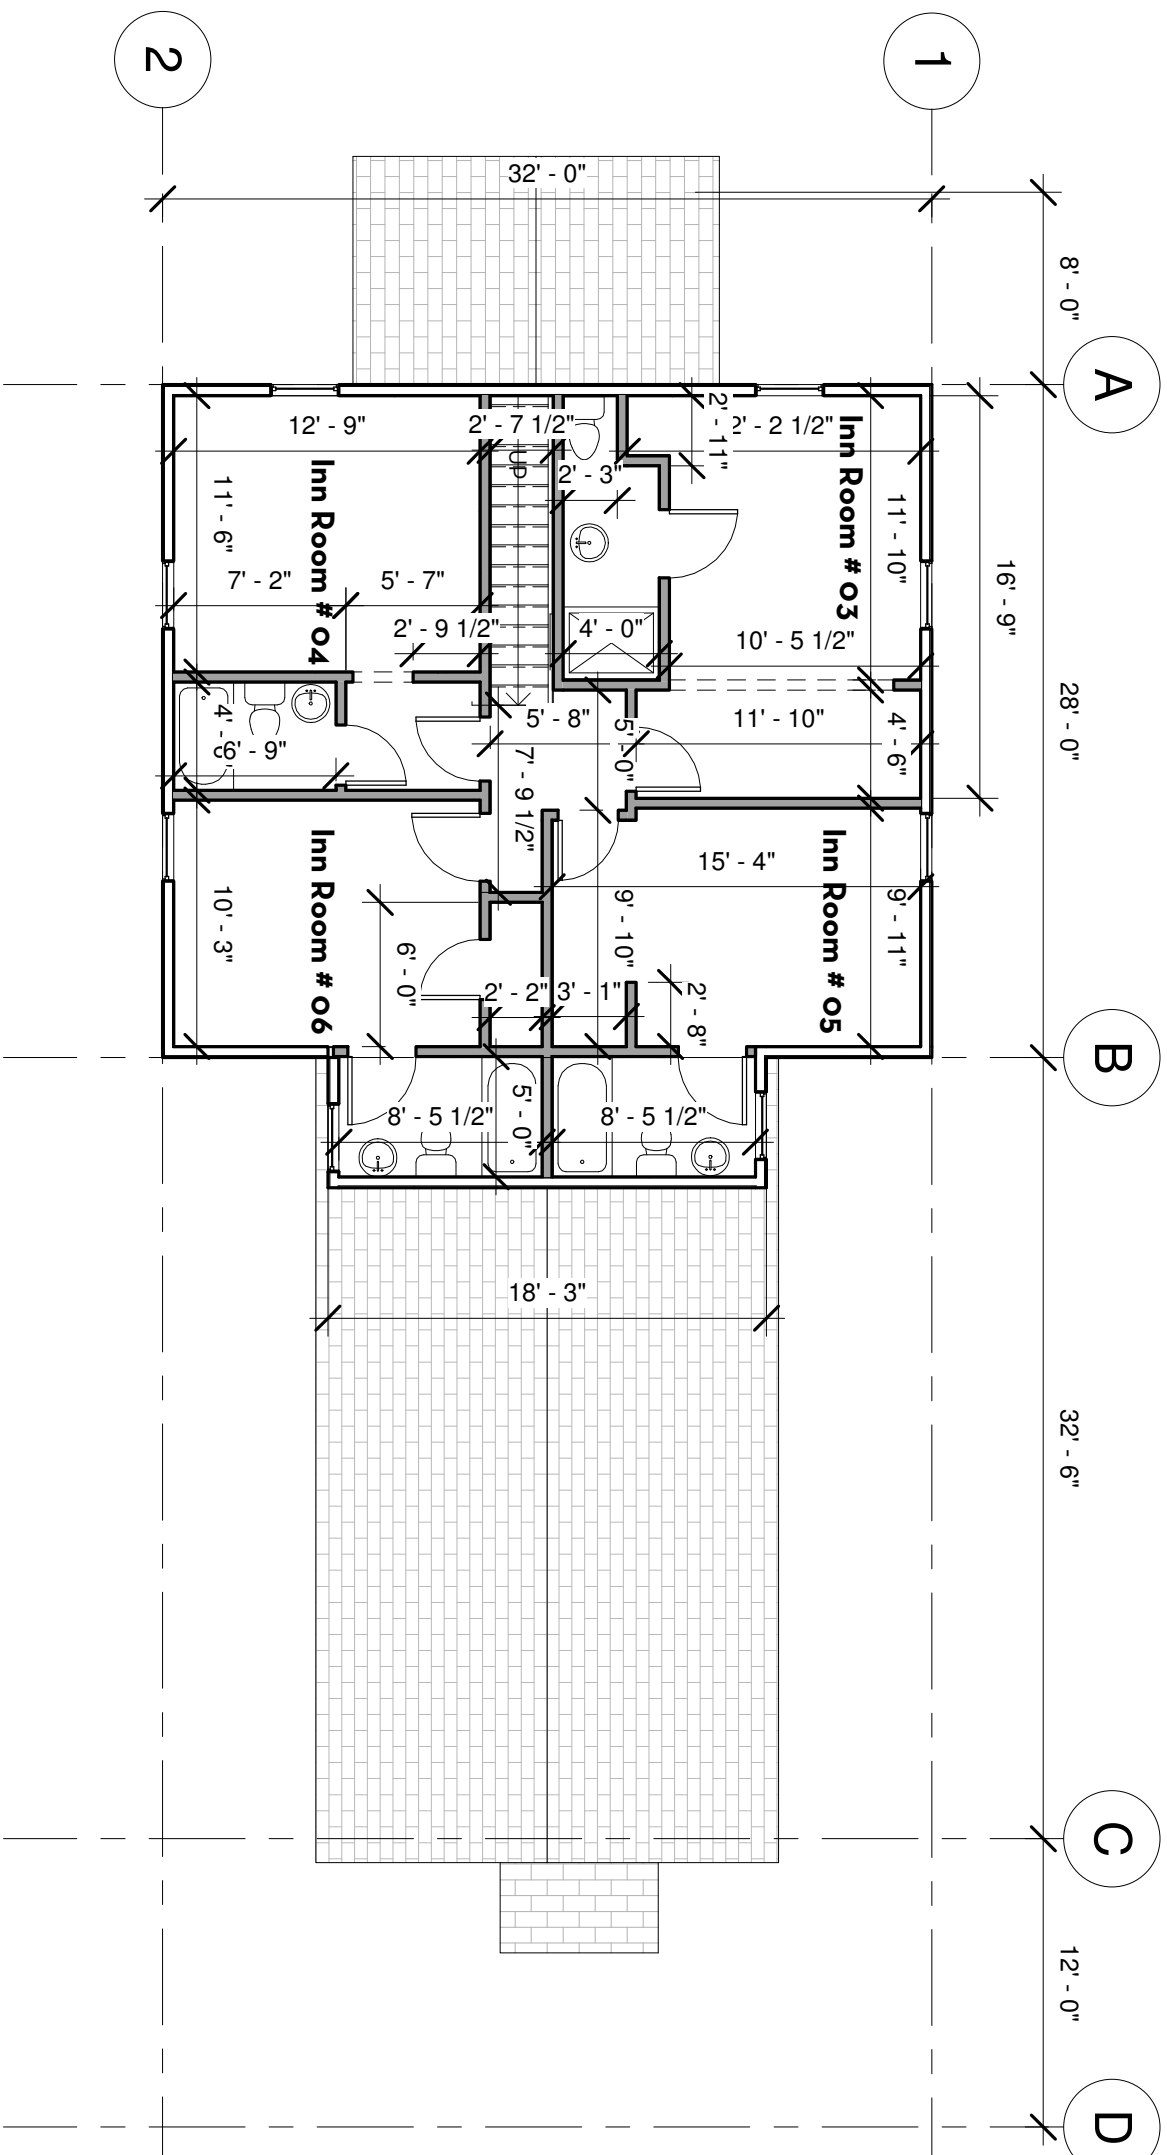 2
1
32' - 0"
8' - 0"
A
12' - 9"
2' - 7 1/2"
2' - 11"
2' - 2 1/2"
Inn Room # 03
UP
2' - 3"
Inn Room # 04
11' - 6"
11' - 10"
16' - 9"
7' - 2"
5' - 7"
2' - 9 1/2"
4' - 0"
10' - 5 1/2"
28' - 0"
4' -
6' - 9"
5' - 8"
5' - 0"
11' - 10"
4' - 6"
7' - 9 1/2"
Inn Room # 06
Inn Room # 05
15' - 4"
10' - 3"
9' - 10"
9' - 11"
6' - 0"
2' - 2"
3' - 1"
2' - 8"
B
8' - 5 1/2"
5' - 0"
8' - 5 1/2"
18' - 3"
32' - 6"
C
12' - 0"
D